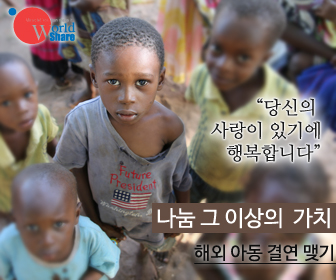 World
Share
"당신의
사랑이 있기에
행복합니다"
Future
President
나눔 그 이상의 가치
해외 아동 결연 맺기